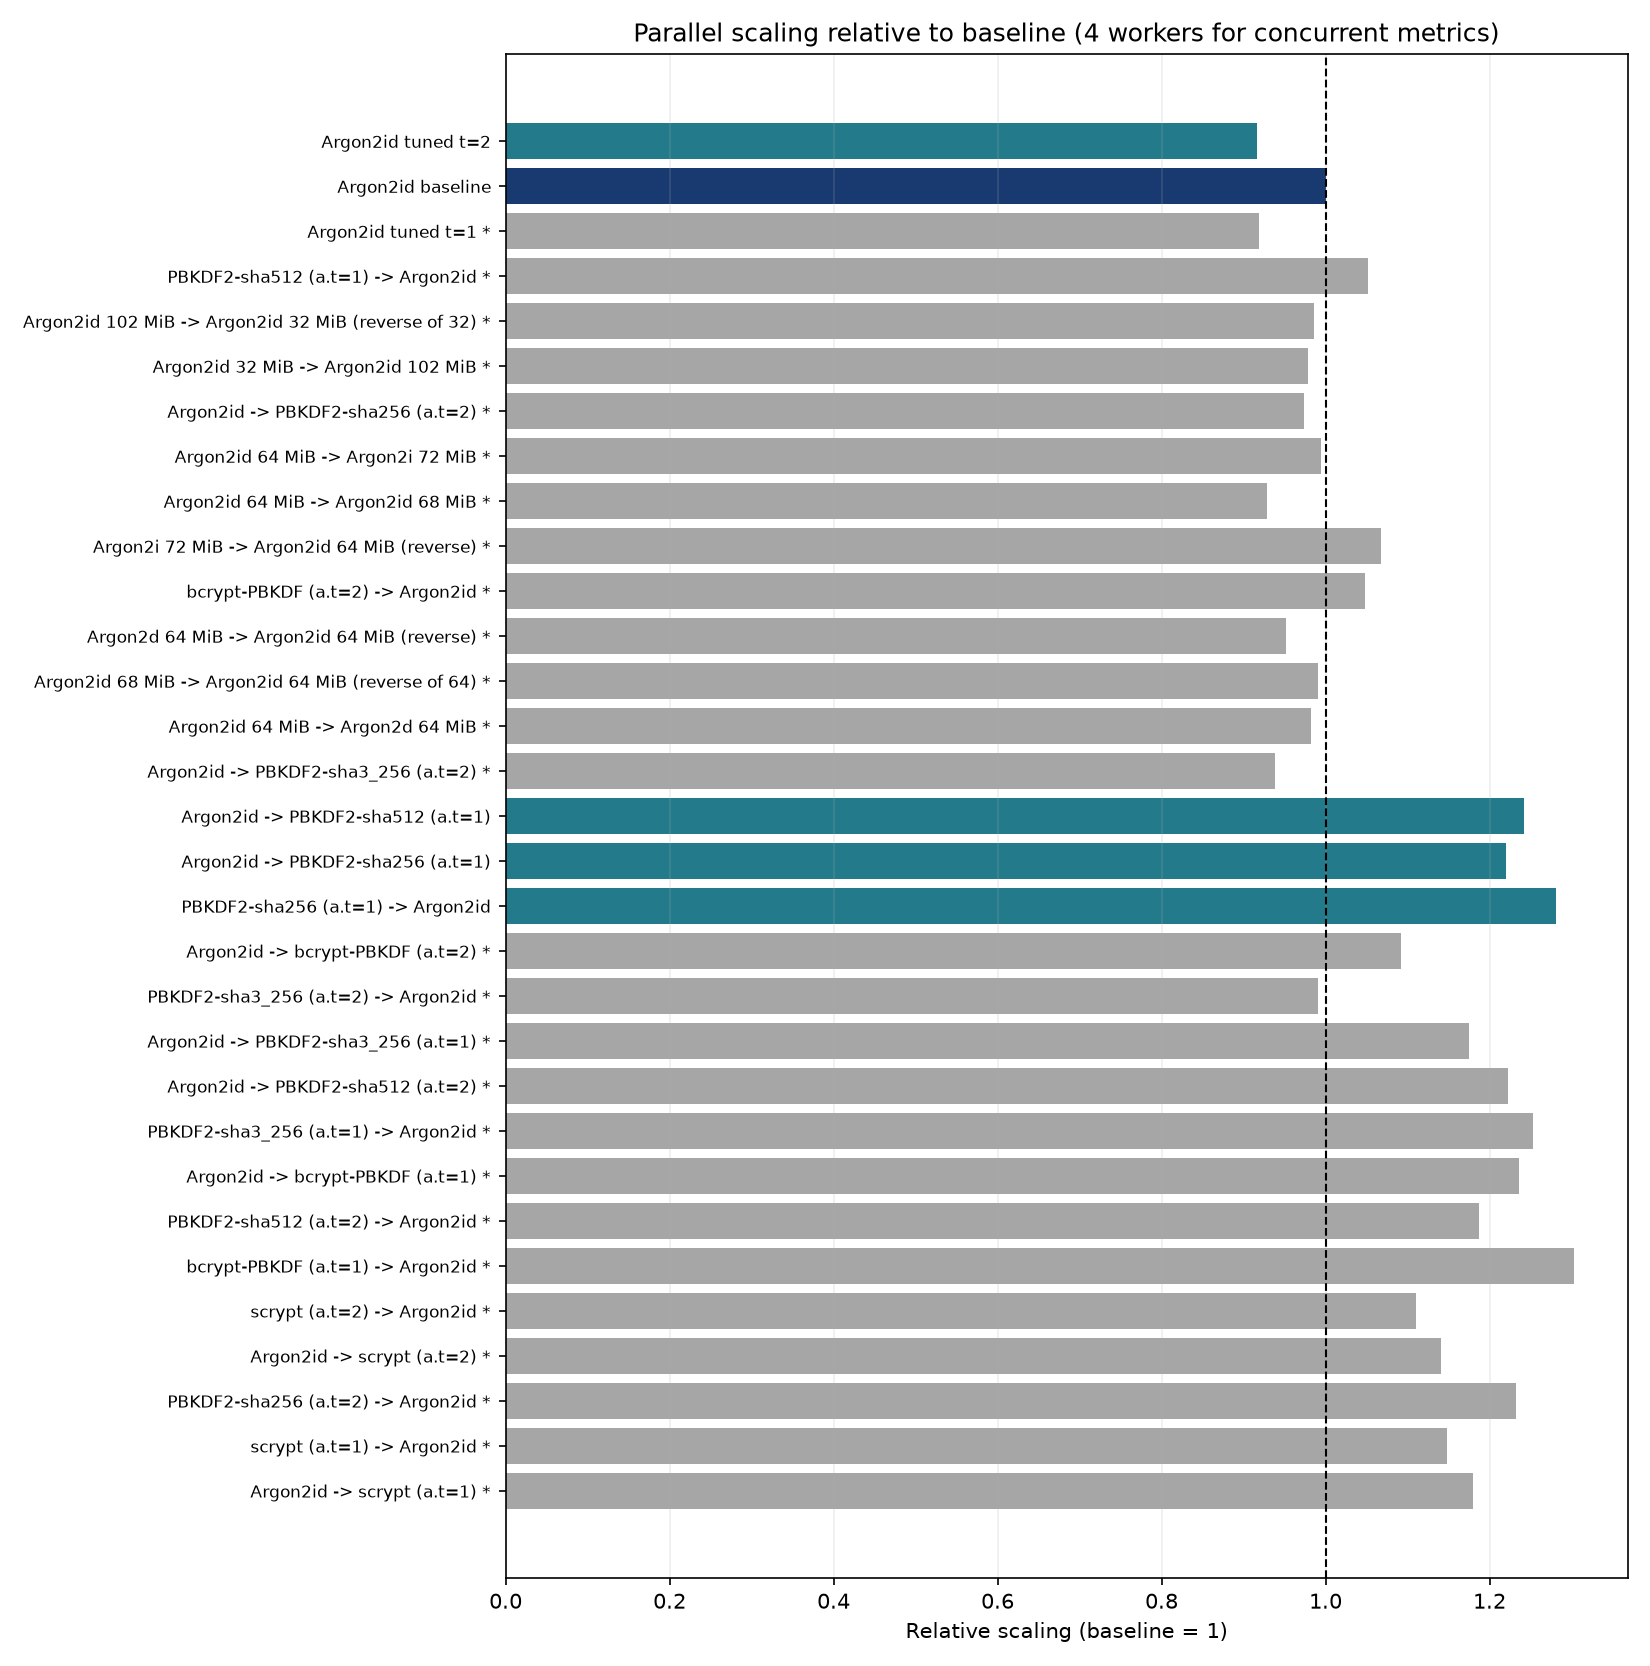 Parallel scaling relative to baseline (4 workers for concurrent metrics)
Argon2id tuned t=2
Argon2id baseline
Argon2id tuned t=1 *
PBKDF2-sha512 (a.t=1) -> Argon2id *
Argon2id 102 MiB -> Argon2id 32 MiB (reverse of 32) *
Argon2id 32 MiB -> Argon2id 102 MiB *
Argon2id -> PBKDF2-sha256 (a.t=2) *
Argon2id 64 MiB -> Argon2i 72 MiB *
Argon2id 64 MiB -> Argon2id 68 MiB *
Argon2i 72 MiB -> Argon2id 64 MiB (reverse) *
bcrypt-PBKDF (a.t=2) -> Argon2id *
Argon2d 64 MiB -> Argon2id 64 MiB (reverse) *
Argon2id 68 MiB -> Argon2id 64 MiB (reverse of 64) *
Argon2id 64 MiB -> Argon2d 64 MiB *
Argon2id -> PBKDF2-sha3_256 (a.t=2) *
Argon2id -> PBKDF2-sha512 (a.t=1)
Argon2id -> PBKDF2-sha256 (a.t=1)
PBKDF2-sha256 (a.t=1) -> Argon2id
Argon2id -> bcrypt-PBKDF (a.t=2) *
PBKDF2-sha3_256 (a.t=2) -> Argon2id *
Argon2id -> PBKDF2-sha3_256 (a.t=1) *
Argon2id -> PBKDF2-sha512 (a.t=2) *
PBKDF2-sha3_256 (a.t=1) -> Argon2id *
Argon2id -> bcrypt-PBKDF (a.t=1) *
PBKDF2-sha512 (a.t=2) -> Argon2id *
bcrypt-PBKDF (a.t=1) -> Argon2id *
scrypt (a.t=2) -> Argon2id *
Argon2id -> scrypt (a.t=2) *
PBKDF2-sha256 (a.t=2) -> Argon2id *
scrypt (a.t=1) -> Argon2id *
Argon2id -> scrypt (a.t=1) *
0.0 0.2 0.4 0.6 0.8 1.0 1.2
Relative scaling (baseline = 1)